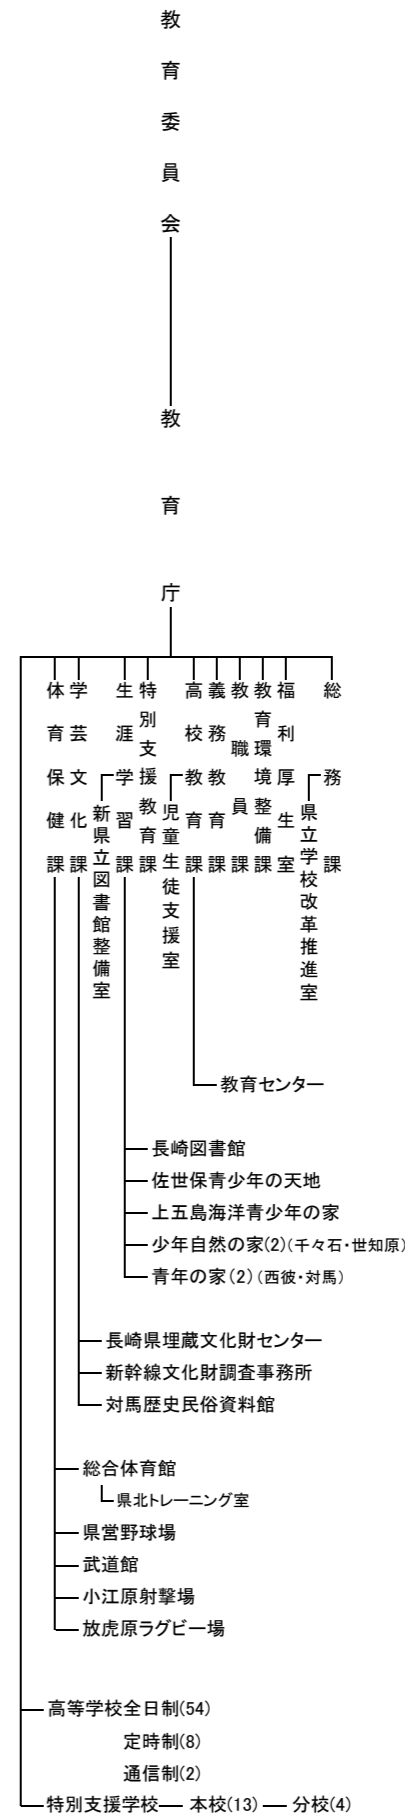 教育委員会
教育庁
総務課
県立学校改革推進室
福利厚生室
教育環境整備課
教職員課
義務教育課
高校教育課
児童生徒支援室
特別支援教育課
生涯学習課
新県立図書館整備室
学芸文化課
体育保健課
教育センター
長崎図書館
佐世保青少年の天地
上五島海洋青少年の家
少年自然の家(2)(千々石・世知原)
青年の家(2)(西彼・対馬)
長崎県埋蔵文化財センター
新幹線文化財調査事務所
対馬歴史民俗資料館
総合体育館
県北トレーニング室
県営野球場
武道館
小江原射撃場
放虎原ラグビー場
高等学校全日制(54)
定時制(8)
通信制(2)
特別支援学校 本校(13) 分校(4)